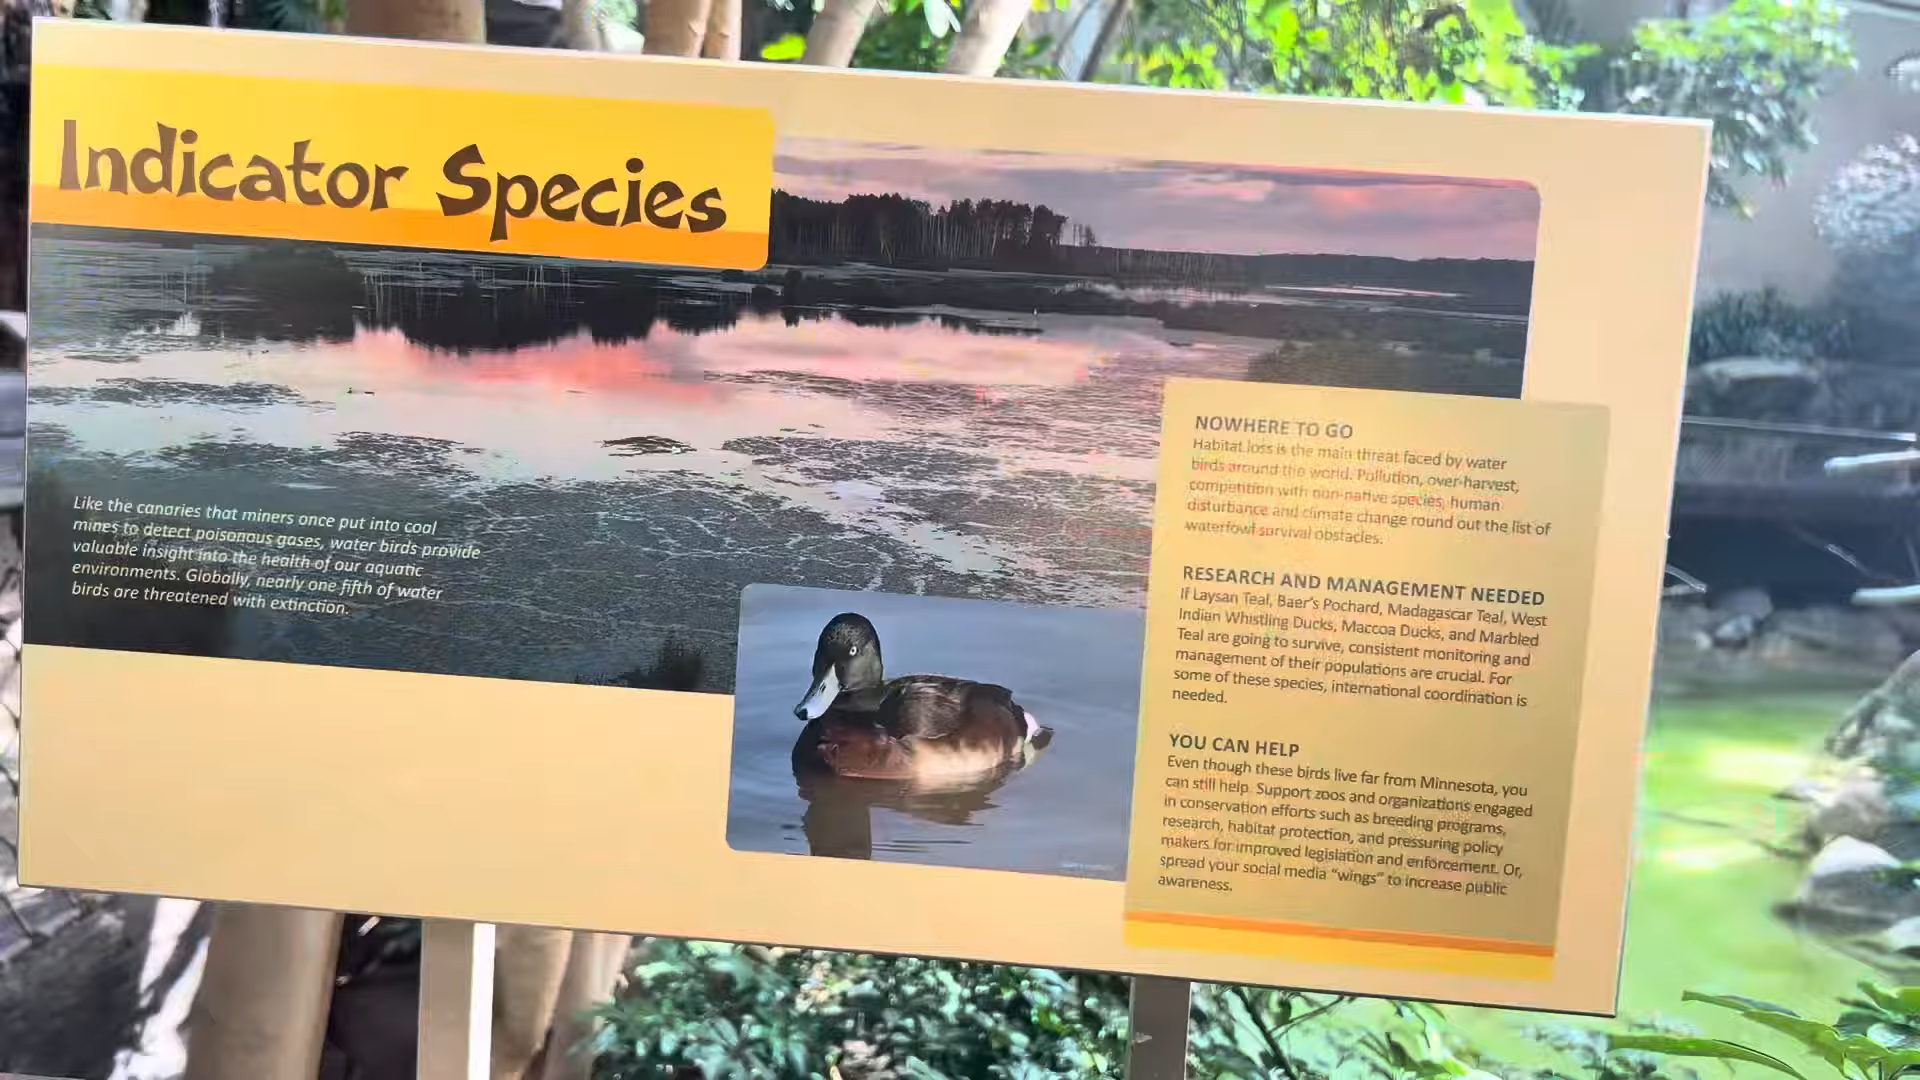 Indicator Species
Like the canaries that miners once put into coal
mines to detect poisonous gases, water birds provide
valuable insight into the health of our aquatic
environments. Globally, nearly one fifth of water
birds are threatened with extinction.
NOWHERE TO GO
Habitat loss is the main threat faced by water
birds around the world. Pollution, over-harvest,
competition with non-native species, human
disturbance and climate change round out the list of
waterfowl survival obstacles.
RESEARCH AND MANAGEMENT NEEDED
If Laysan Teal, Baer's Pochard, Madagascar Teal, West
Indian Whistling Ducks, Maccoa Ducks, and Marbled
Teal are going to survive, consistent monitoring and
management of their populations are crucial. For
some of these species, international coordination is
needed.
YOU CAN HELP
Even though these birds live far from Minnesota, you
can still help. Support zoos and organizations engaged
in conservation efforts such as breeding programs,
research, habitat protection, and pressuring policy
makers for improved legislation and enforcement. Or,
spread your social media "wings" to increase public
awareness.